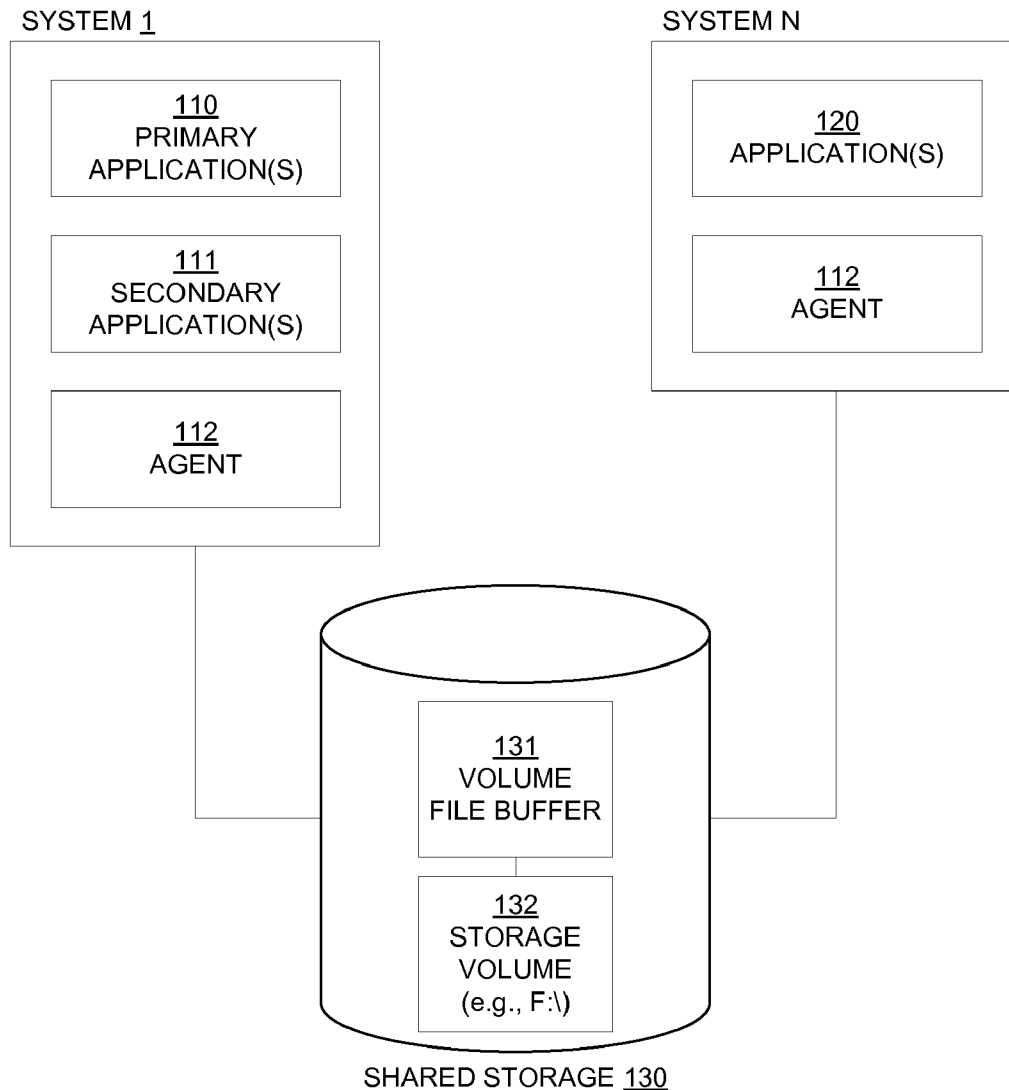 SYSTEM 1
110
PRIMARY
APPLICATION(S)
111
SECONDARY
APPLICATION(S)
112
AGENT
SYSTEM N
120
APPLICATION(S)
112
AGENT
131
VOLUME
FILE BUFFER
132
STORAGE
VOLUME
(e.g., F:\)
SHARED STORAGE 130